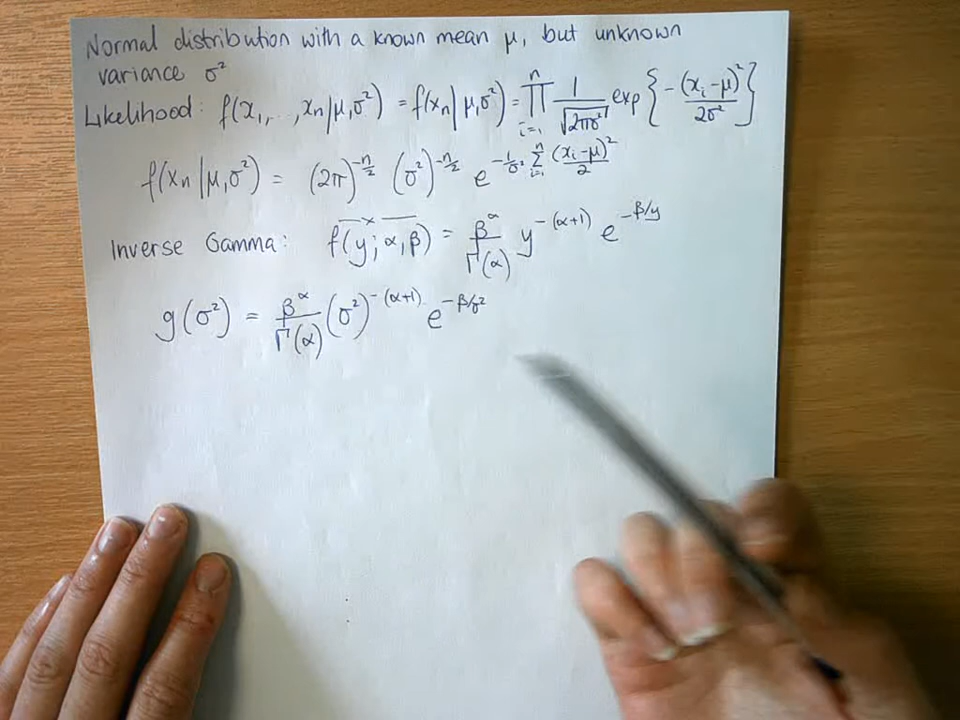 Normal distribution with a known mean μ, but unknown
variance σ²
Likelihood: f(x₁,..,xₙ|μ,σ²) = f(xₙ|μ,σ²) = ∏ᵢ₌₁ⁿ 1/√(2πσ²) exp{-(xᵢ-μ)²/2σ²}
f(xₙ|μ,σ²) = (2π)^(-n/2) (σ²)^(-n/2) e^(-1/σ² ∑ᵢ₌₁ⁿ (xᵢ-μ)²/2)
Inverse Gamma: f(y;α,β) = β^α/Γ(α) y^(-(α+1)) e^(-β/y)
g(σ²) = β^α/Γ(α) (σ²)^(-(α+1)) e^(-β/σ²)